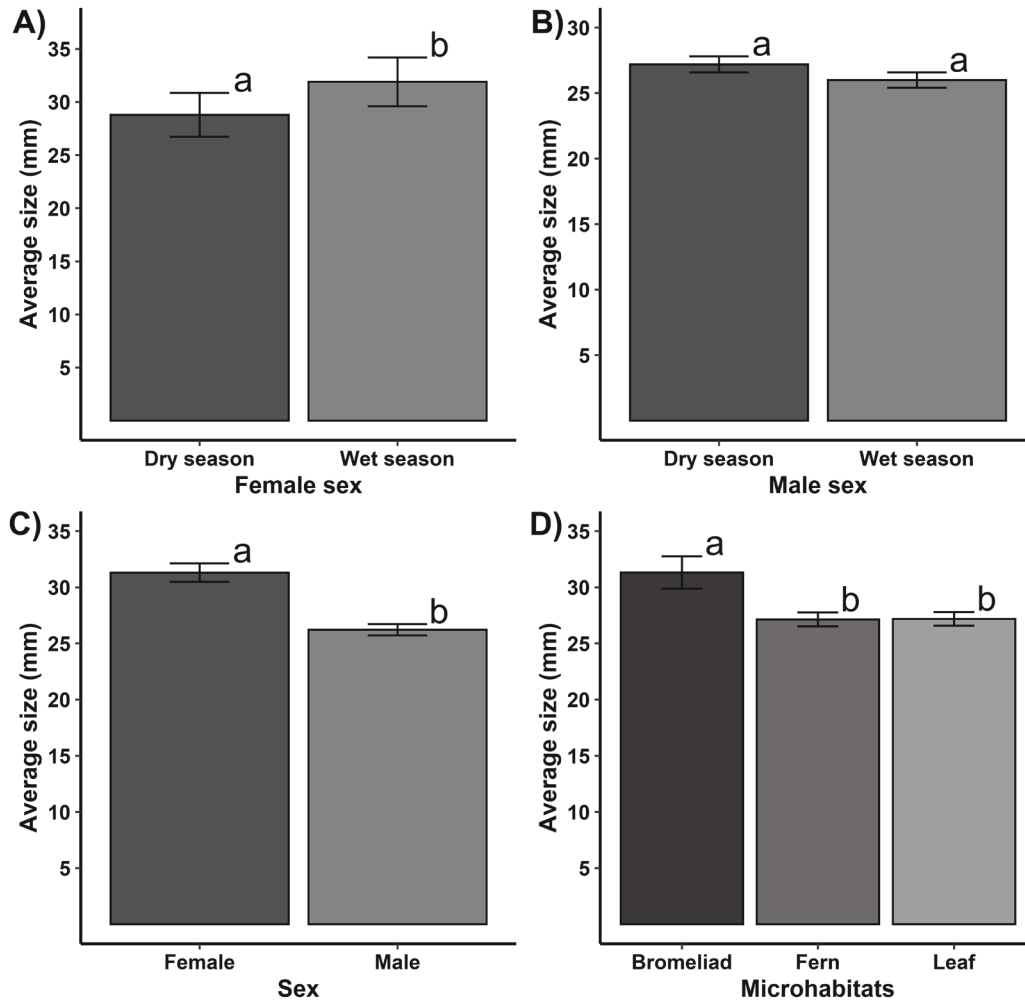 A)
Average size (mm)
35
30
25
20
15
10
5
a
b
Dry season
Wet season
Female sex
B)
Average size (mm)
30
25
20
15
10
5
a
a
Dry season
Wet season
Male sex
C)
Average size (mm)
35
30
25
20
15
10
5
a
b
Female
Male
Sex
D)
Average size (mm)
35
30
25
20
15
10
5
a
b
b
Bromeliad
Fern
Leaf
Microhabitats